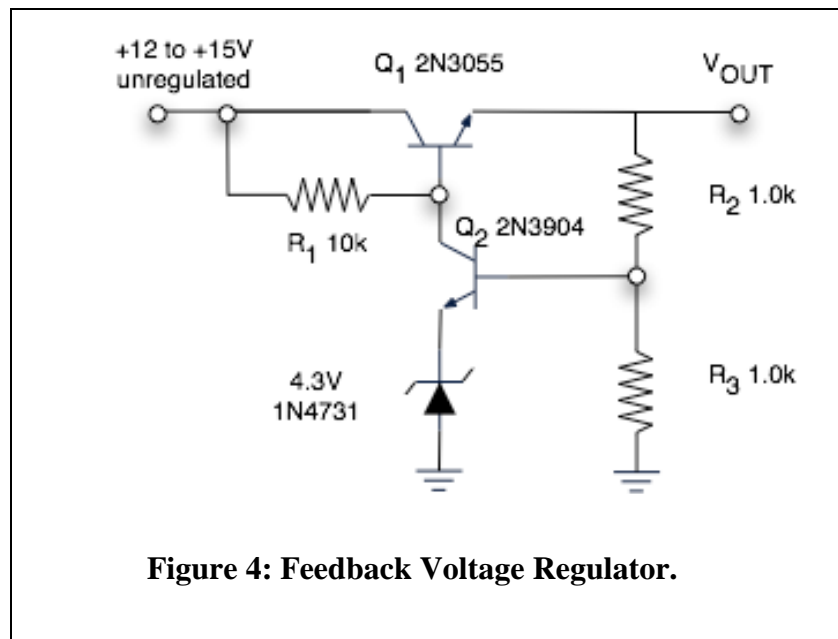 +12 to +15V
unregulated
Q1 2N3055
VOUT
R1 10k
Q2 2N3904
R2 1.0k
4.3V
1N4731
R3 1.0k
Figure 4: Feedback Voltage Regulator.